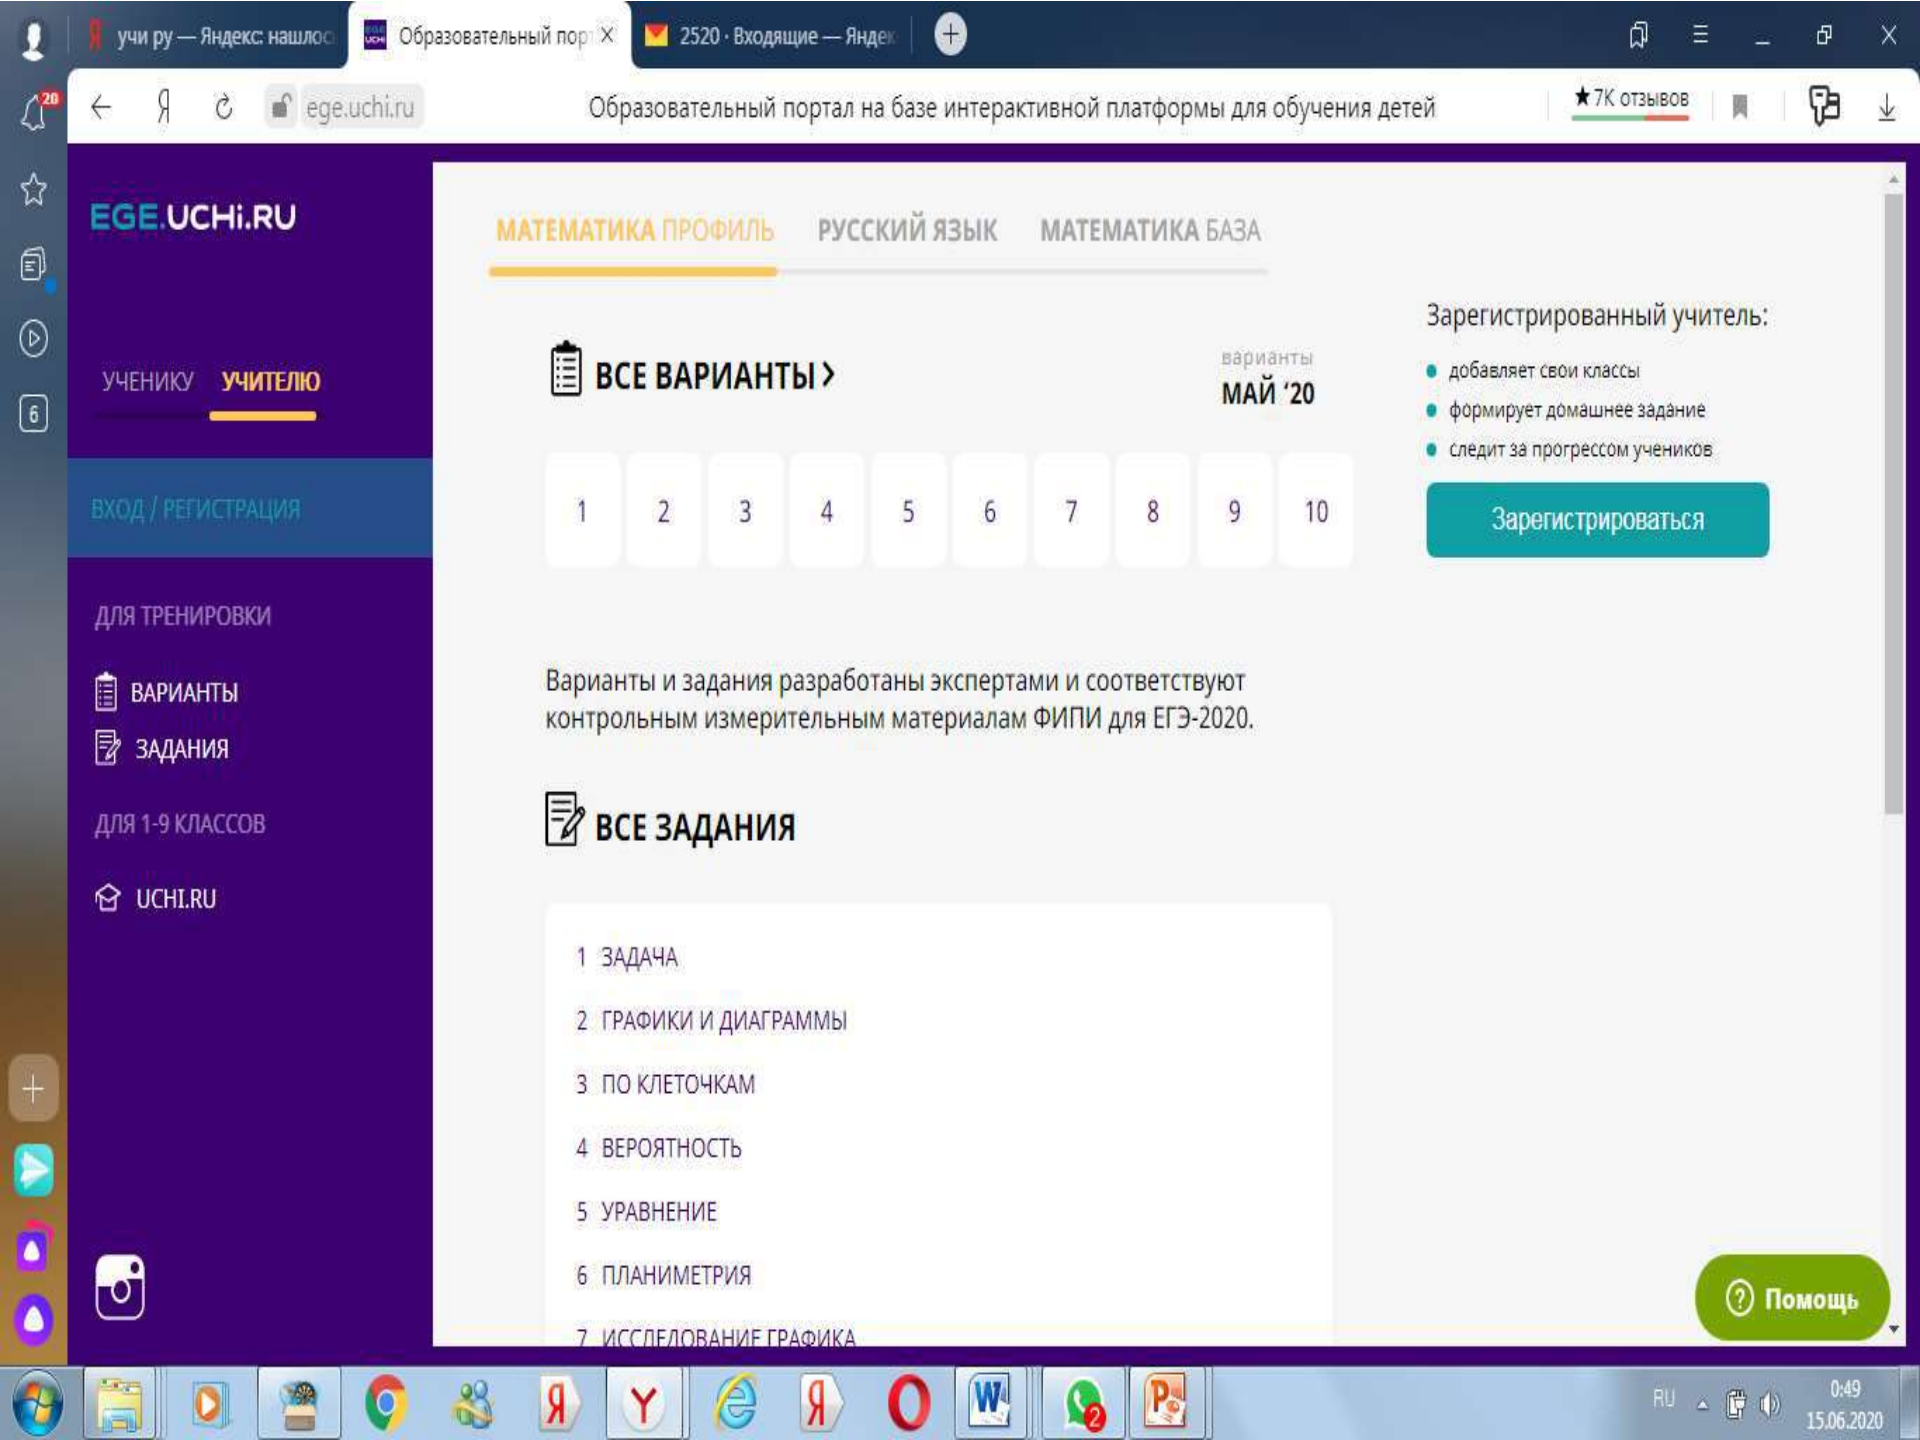 учи ру — Яндекс: нашлос
Образовательный пор
2520 · Входящие — Яндек
20
Я
ege.uchi.ru
Образовательный портал на базе интерактивной платформы для обучения детей
★ 7К отзывов
6
EGE.UCHi.RU
УЧЕНИКУ УЧИТЕЛЮ
ВХОД / РЕГИСТРАЦИЯ
ДЛЯ ТРЕНИРОВКИ
ВАРИАНТЫ
ЗАДАНИЯ
ДЛЯ 1-9 КЛАССОВ
UCHI.RU
МАТЕМАТИКА ПРОФИЛЬ РУССКИЙ ЯЗЫК МАТЕМАТИКА БАЗА
ВСЕ ВАРИАНТЫ >
варианты
МАЙ ‘20
1 2 3 4 5 6 7 8 9 10
Зарегистрированный учитель:
добавляет свои классы
формирует домашнее задание
следит за прогрессом учеников
Зарегистрироваться
Варианты и задания разработаны экспертами и соответствуют
контрольным измерительным материалам ФИПИ для ЕГЭ-2020.
ВСЕ ЗАДАНИЯ
1 ЗАДАЧА
2 ГРАФИКИ И ДИАГРАММЫ
3 ПО КЛЕТОЧКАМ
4 ВЕРОЯТНОСТЬ
5 УРАВНЕНИЕ
6 ПЛАНИМЕТРИЯ
7 ИССЛЕДОВАНИЕ ГРАФИКА
? Помощь
2
RU
0:49
15.06.2020